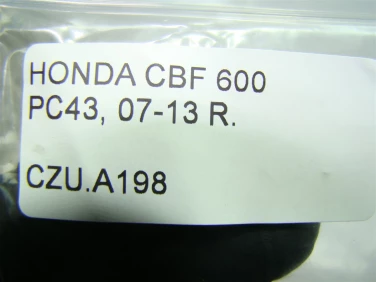 HONDA CBF 600
PC43, 07-13 R.
CZU.A198